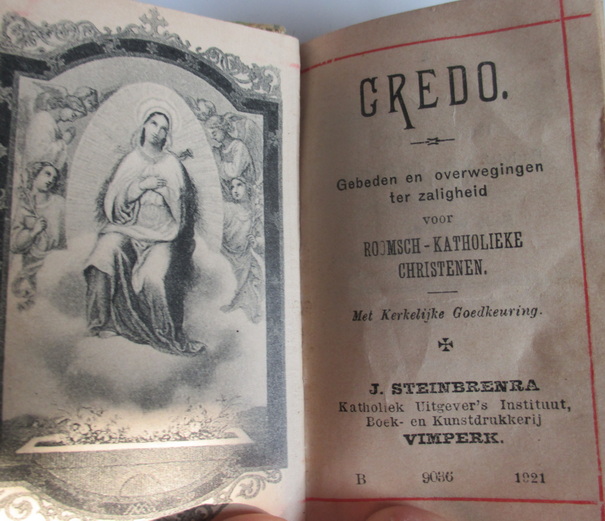 CREDO.
Gebeden en overwegingen
ter zaligheid
voor
ROOMSCH-KATHOLIEKE
CHRISTENEN.
Met Kerkelijke Goedkeuring.
J. STEINBRENRA
Katholiek Uitgever's Instituut,
Boek- en Kunstdrukkerij
VIMPERK.
B 9036 1921